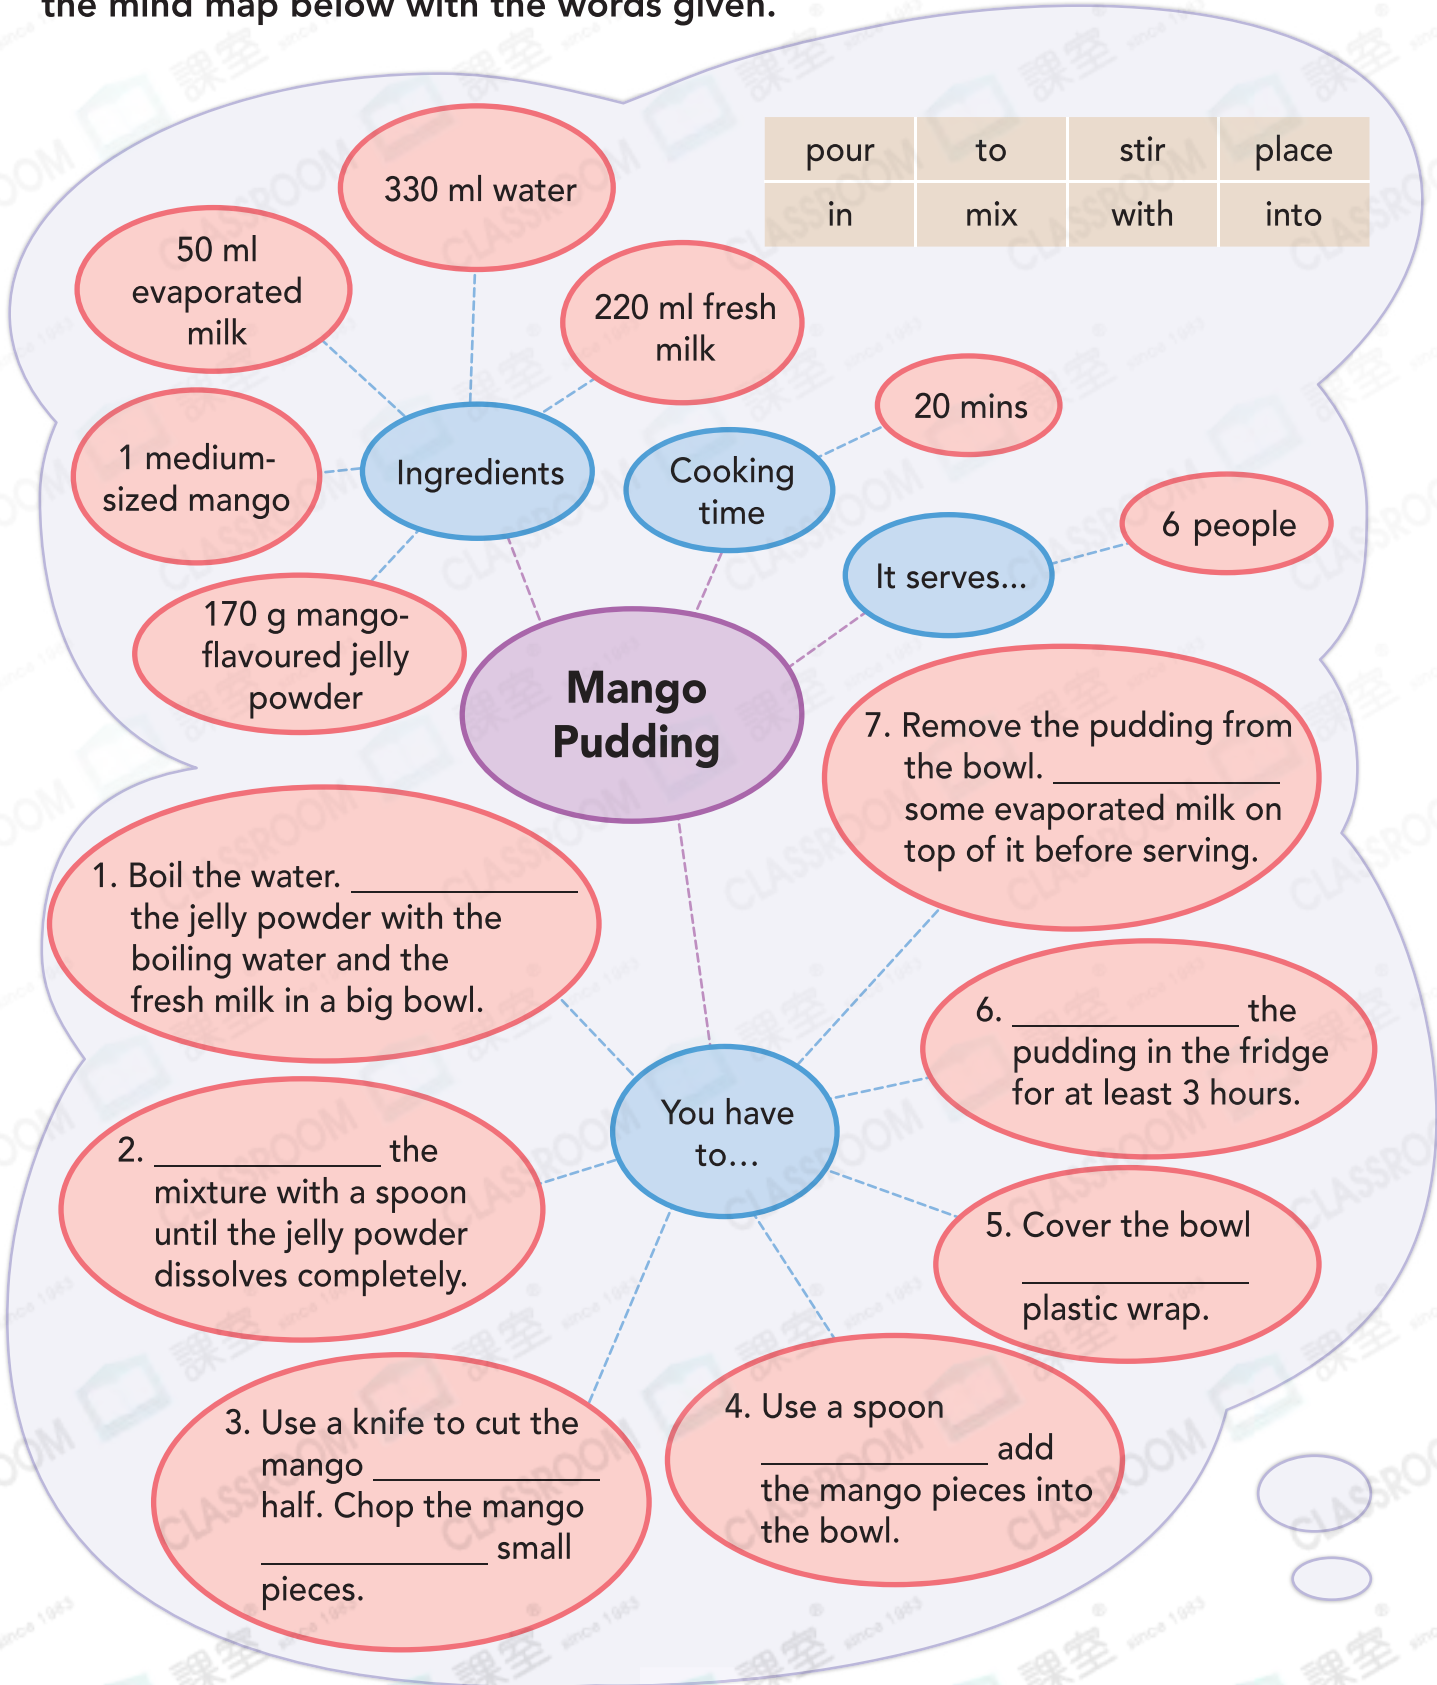 the mind map below with the words given.
pour to stir place
in mix with into
330 ml water
50 ml
evaporated
milk
220 ml fresh
milk
1 medium-
sized mango
170 g mango-
flavoured jelly
powder
Ingredients
Cooking
time
20 mins
It serves...
6 people
Mango
Pudding
You have
to...
1. Boil the water. ____________
the jelly powder with the
boiling water and the
fresh milk in a big bowl.
2. ____________ the
mixture with a spoon
until the jelly powder
dissolves completely.
3. Use a knife to cut the
mango ____________
half. Chop the mango
____________ small
pieces.
4. Use a spoon
____________ add
the mango pieces into
the bowl.
5. Cover the bowl
____________
plastic wrap.
6. ____________ the
pudding in the fridge
for at least 3 hours.
7. Remove the pudding from
the bowl. ____________
some evaporated milk on
top of it before serving.
CLASSROOM 課室® since 1983